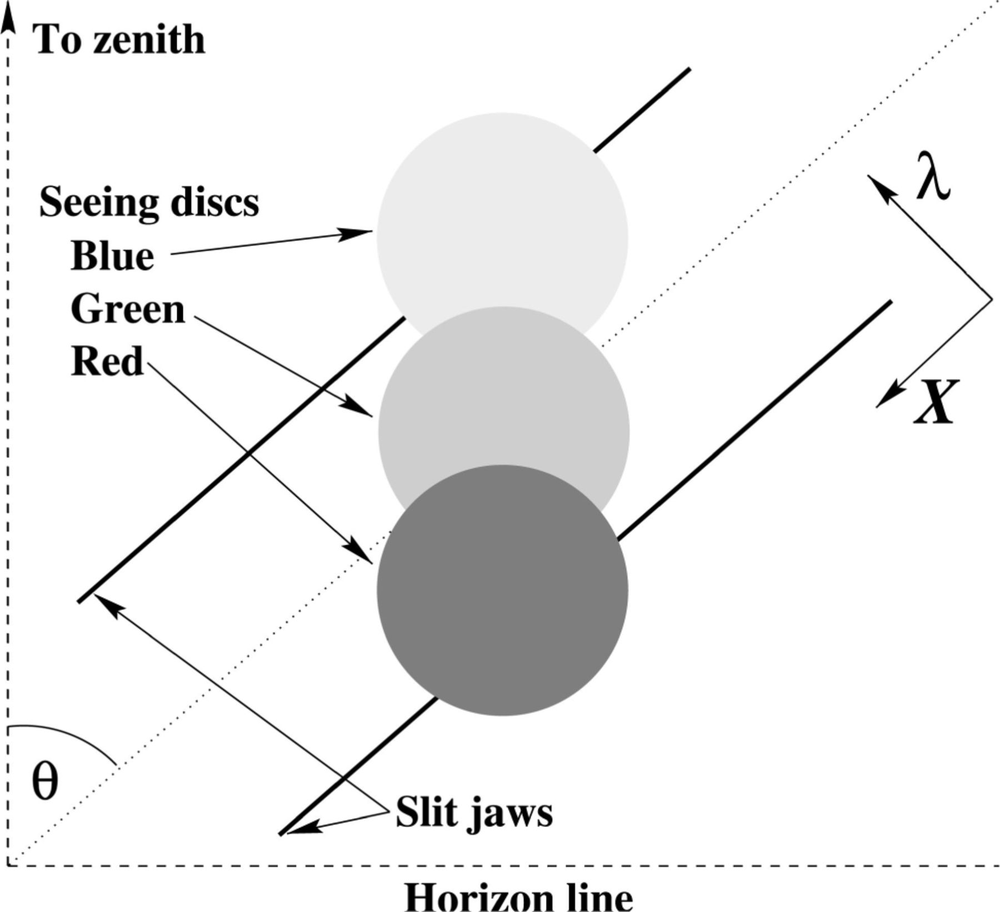 To zenith
λ
Seeing discs
Blue
Green
Red
X
θ
Slit jaws
Horizon line